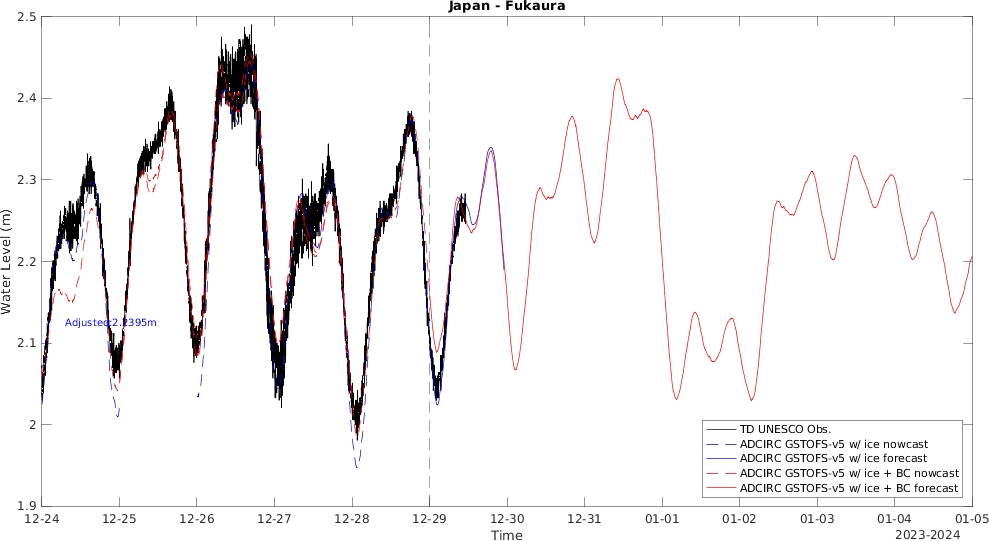 Japan - Fukaura
2.5
2.4
2.3
2.2
2.1
2
1.9
Water Level (m)
Adjusted:2.2395m
TD UNESCO Obs.
ADCIRC GSTOFS-v5 w/ ice nowcast
ADCIRC GSTOFS-v5 w/ ice forecast
ADCIRC GSTOFS-v5 w/ ice + BC nowcast
ADCIRC GSTOFS-v5 w/ ice + BC forecast
12-24 12-25 12-26 12-27 12-28 12-29 12-30 12-31 01-01 01-02 01-03 01-04 01-05
Time
2023-2024